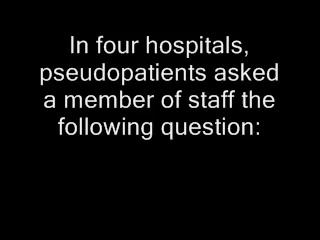 In four hospitals,
pseudopatients asked
a member of staff the
following question: